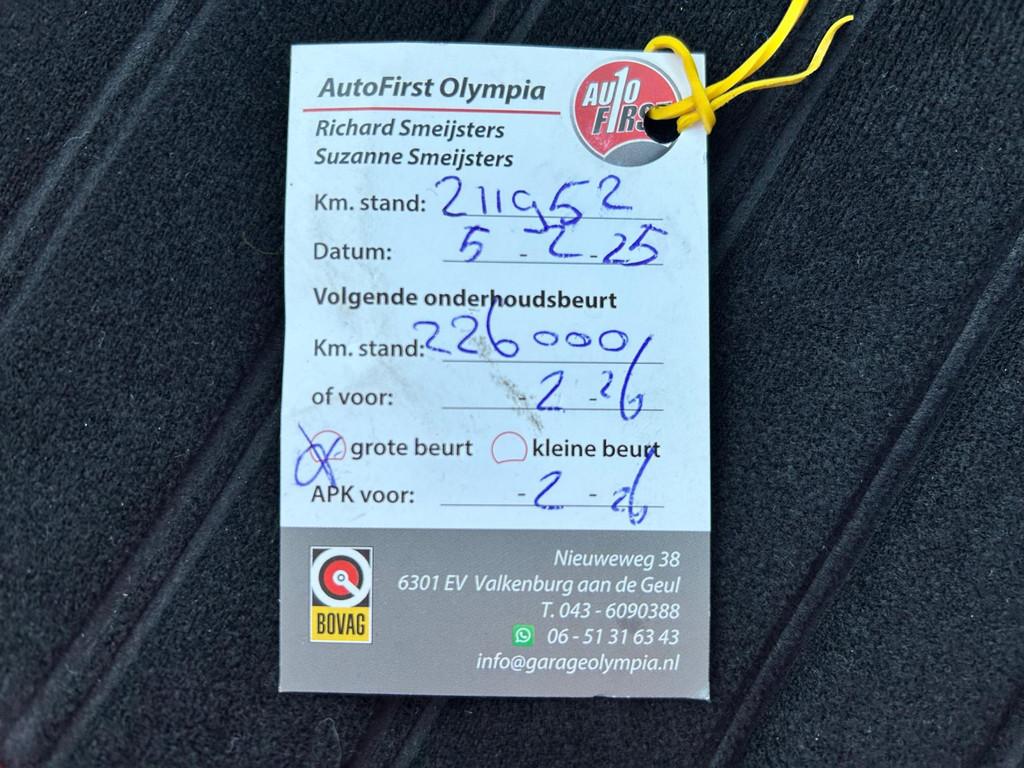 AutoFirst Olympia
AUTO FIRST
Richard Smeijsters
Suzanne Smeijsters
Km. stand: 211952
Datum: 5 - 2 - 25
Volgende onderhoudsbeurt
Km. stand: 226000
of voor: - 2 - 26
grote beurt kleine beurt
APK voor: - 2 - 26
BOVAG
Nieuweweg 38
6301 EV Valkenburg aan de Geul
T. 043 - 6090388
06 - 51 31 63 43
info@garageolympia.nl